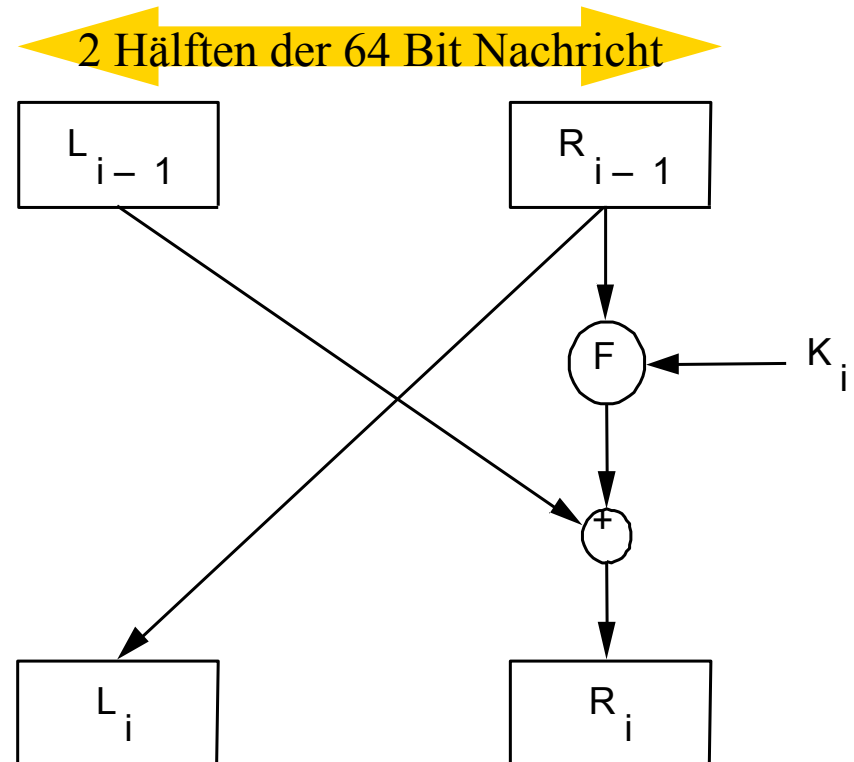 2 Hälften der 64 Bit Nachricht
L i – 1
R i – 1
F
K i
+
L i
R i